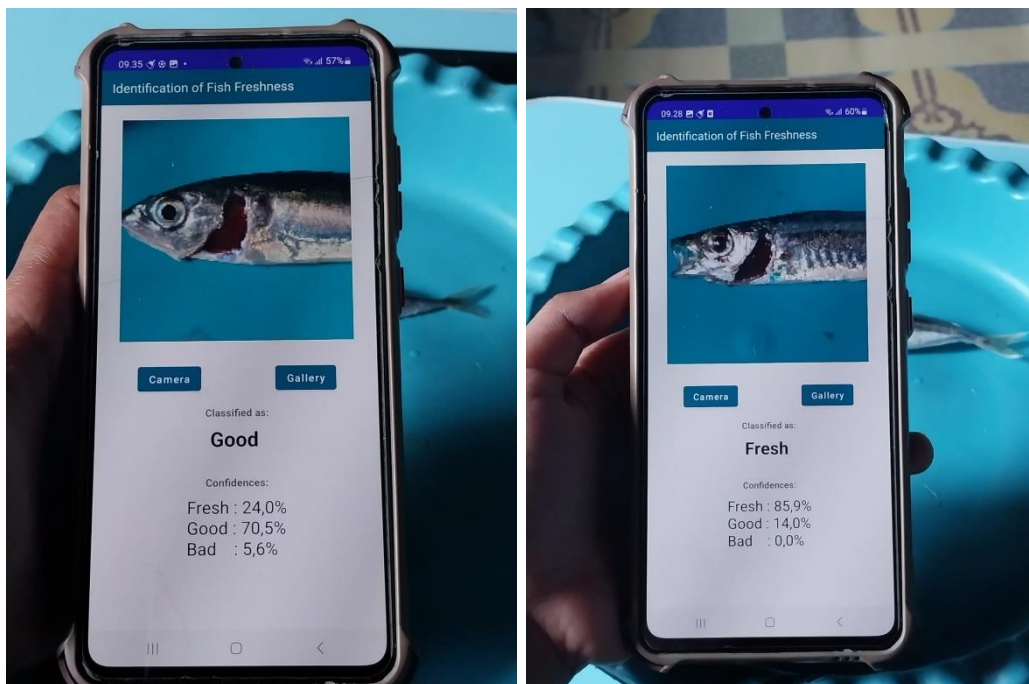 09.35 57%
Identification of Fish Freshness
Camera Gallery
Classified as:
Good
Confidences:
Fresh : 24,0%
Good : 70,5%
Bad : 5,6%
09.28 60%
Identification of Fish Freshness
Camera Gallery
Classified as:
Fresh
Confidences:
Fresh : 85,9%
Good : 14,0%
Bad : 0,0%